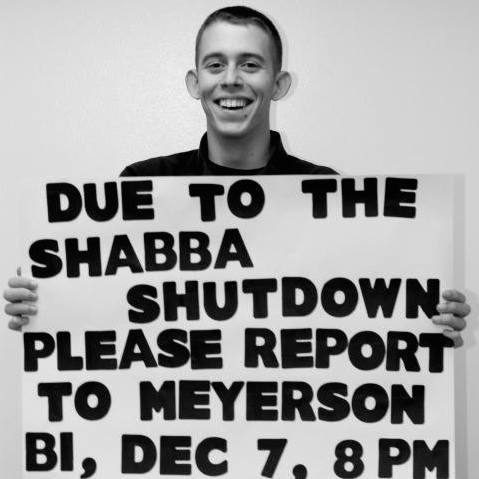 DUE TO THE
SHABBA
SHUTDOWN
PLEASE REPORT
TO MEYERSON
BI, DEC 7, 8 PM